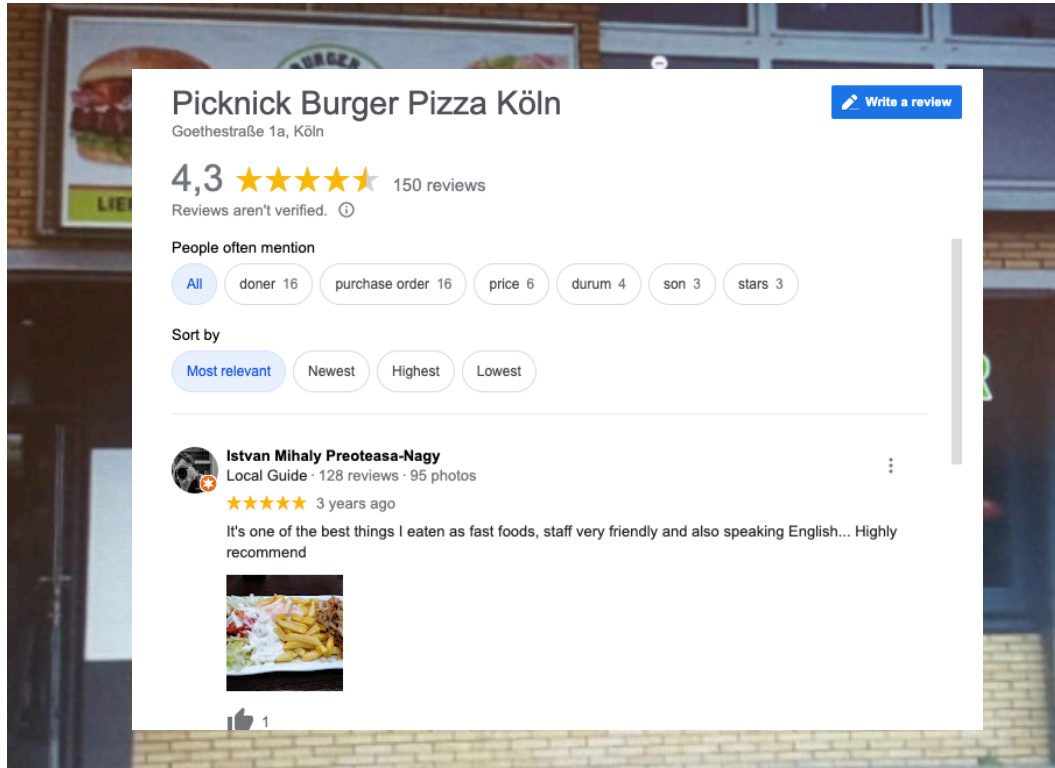 BURGER
Picknick Burger Pizza Köln
Write a review
Goethestraße 1a, Köln
4,3 150 reviews
Reviews aren't verified.
People often mention
All doner 16 purchase order 16 price 6 durum 4 son 3 stars 3
Sort by
Most relevant Newest Highest Lowest
Istvan Mihaly Preoteasa-Nagy
Local Guide · 128 reviews · 95 photos
3 years ago
It's one of the best things I eaten as fast foods, staff very friendly and also speaking English... Highly
recommend
1